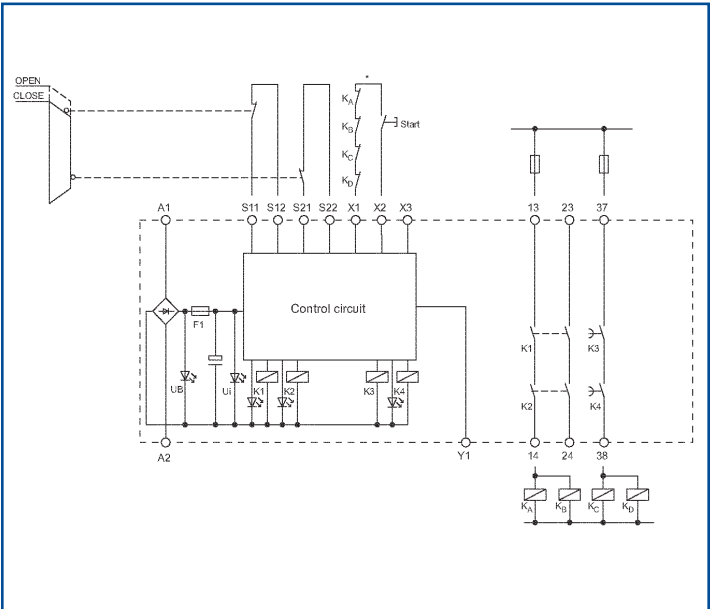 OPEN
CLOSE
*
KA
KB
KC
KD
Start
A1 S11 S12 S21 S22 X1 X2 X3 13 23 37
Control circuit
F1
UB Ui K1 K2 K3 K4
K1 K3
K2 K4
A2 Y1 14 24 38
KA KB KC KD